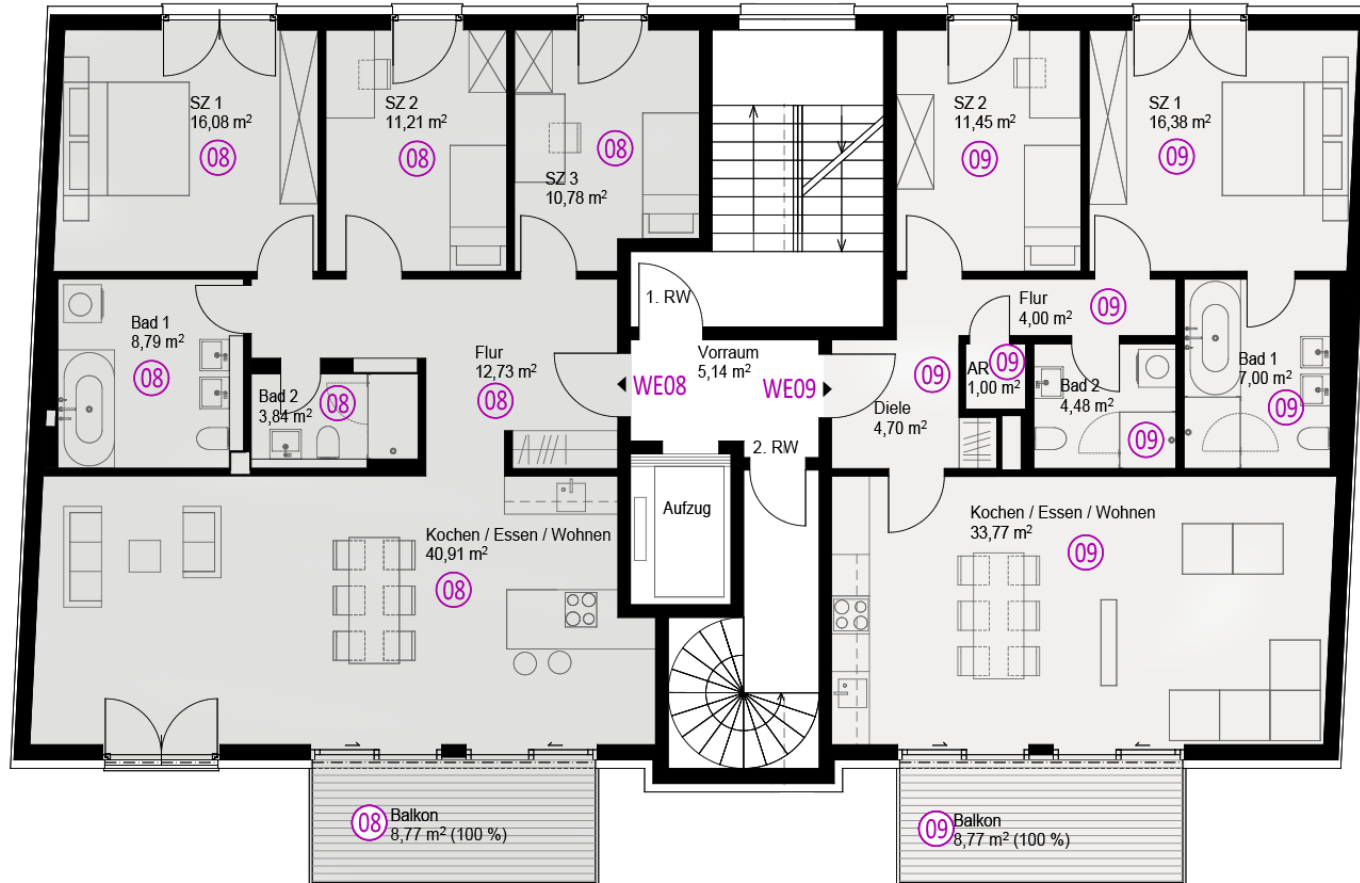 SZ 1
16,08 m²
08
SZ 2
11,21 m²
08
08
SZ 3
10,78 m²
SZ 2
11,45 m²
09
SZ 1
16,38 m²
09
1. RW
Flur
4,00 m²
09
Bad 1
8,79 m²
08
Bad 2
3,84 m²
08
Flur
12,73 m²
08
WE08
Vorraum
5,14 m²
WE09
09
Diele
4,70 m²
AR
1,00 m²
09
Bad 2
4,48 m²
09
Bad 1
7,00 m²
09
2. RW
Aufzug
Kochen / Essen / Wohnen
40,91 m²
08
Kochen / Essen / Wohnen
33,77 m²
09
08
Balkon
8,77 m² (100 %)
09
Balkon
8,77 m² (100 %)